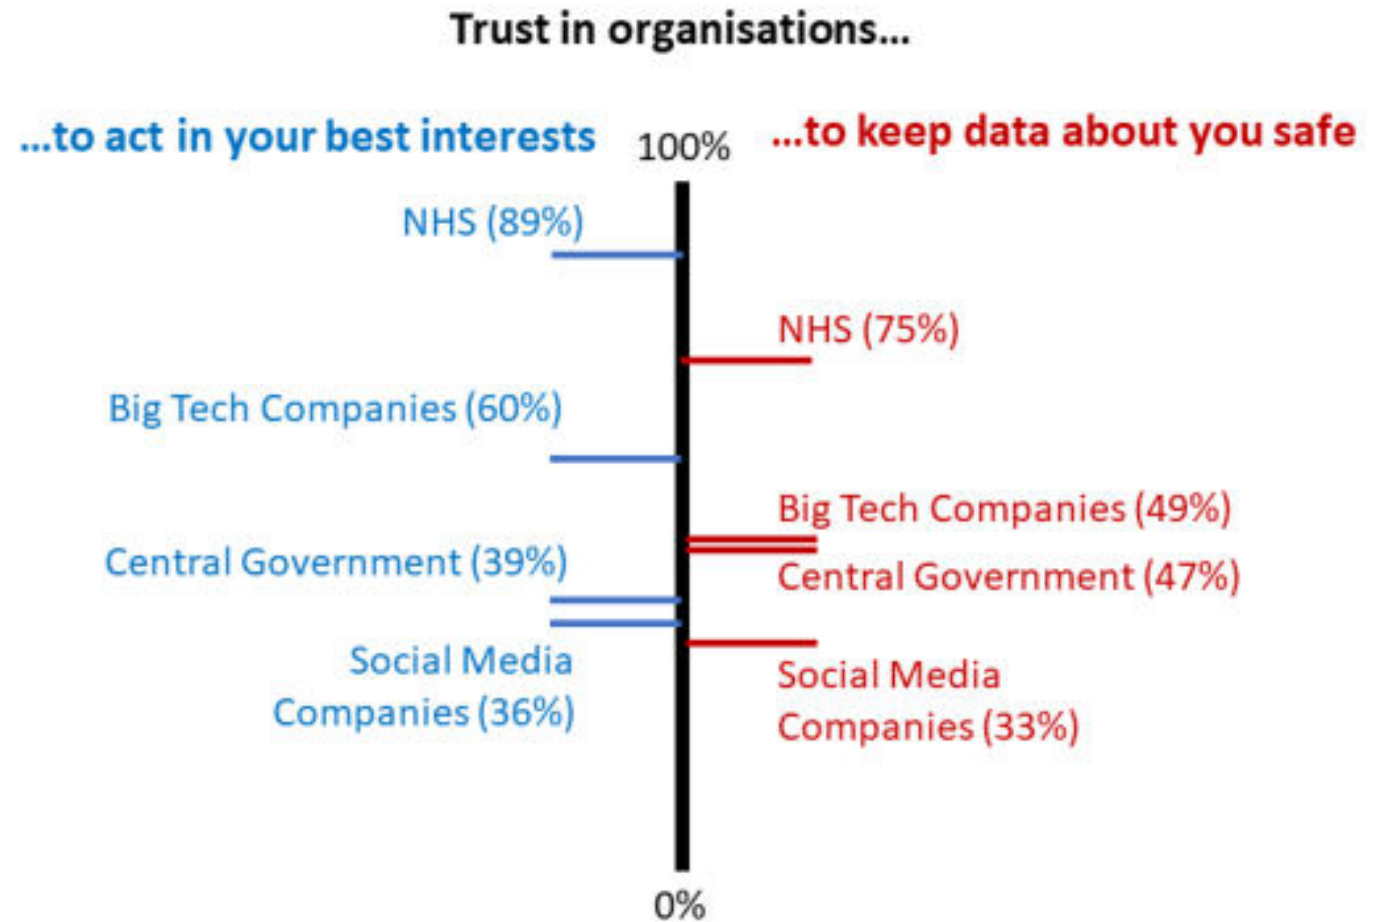 Trust in organisations...
...to act in your best interests
100%
...to keep data about you safe
NHS (89%)
NHS (75%)
Big Tech Companies (60%)
Big Tech Companies (49%)
Central Government (39%)
Central Government (47%)
Social Media
Companies (36%)
Social Media
Companies (33%)
0%